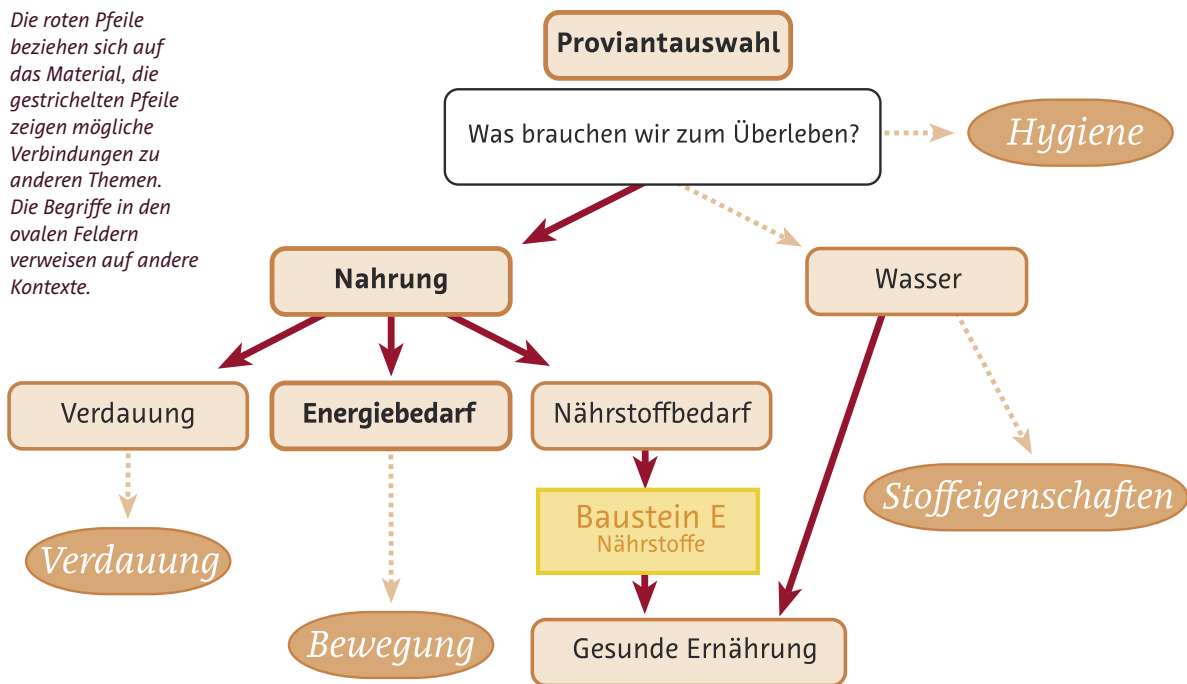 Die roten Pfeile
beziehen sich auf
das Material, die
gestrichelten Pfeile
zeigen mögliche
Verbindungen zu
anderen Themen.
Die Begriffe in den
ovalen Feldern
verweisen auf andere
Kontexte.
Proviantauswahl
Was brauchen wir zum Überleben?
Hygiene
Nahrung
Wasser
Verdauung
Energiebedarf
Nährstoffbedarf
Stoffeigenschaften
Baustein E
Nährstoffe
Verdauung
Bewegung
Gesunde Ernährung